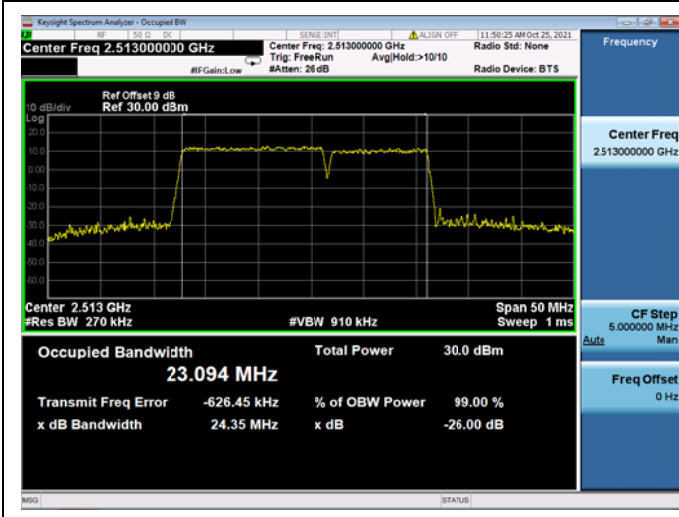 Keysight Spectrum Analyzer - Occupiel BW
RF 50 Ω DC SENSE:INT ALIGN OFF 11:50:25 AM Oct 25, 2021
Center Freq 2.513000000 GHz
Center Freq: 2.513000000 GHz
Radio Std: None
Trig: FreeRun Avg|Hold:>10/10
#IFGain:Low #Atten: 26 dB Radio Device: BTS
Frequency
Ref Offset 9 dB
10 dB/div Ref 30.00 dBm
Log
20.0
10.0
0.00
-10.0
-20.0
-30.0
-40.0
-50.0
-60.0
Center Freq
2.513000000 GHz
Center 2.513 GHz Span 50 MHz
#Res BW 270 kHz #VBW 910 kHz Sweep 1 ms
CF Step
5.000000 MHz
Auto Man
Occupied Bandwidth Total Power 30.0 dBm
23.094 MHz
Transmit Freq Error -626.45 kHz % of OBW Power 99.00 %
x dB Bandwidth 24.35 MHz x dB -26.00 dB
Freq Offset
0 Hz
MSG STATUS